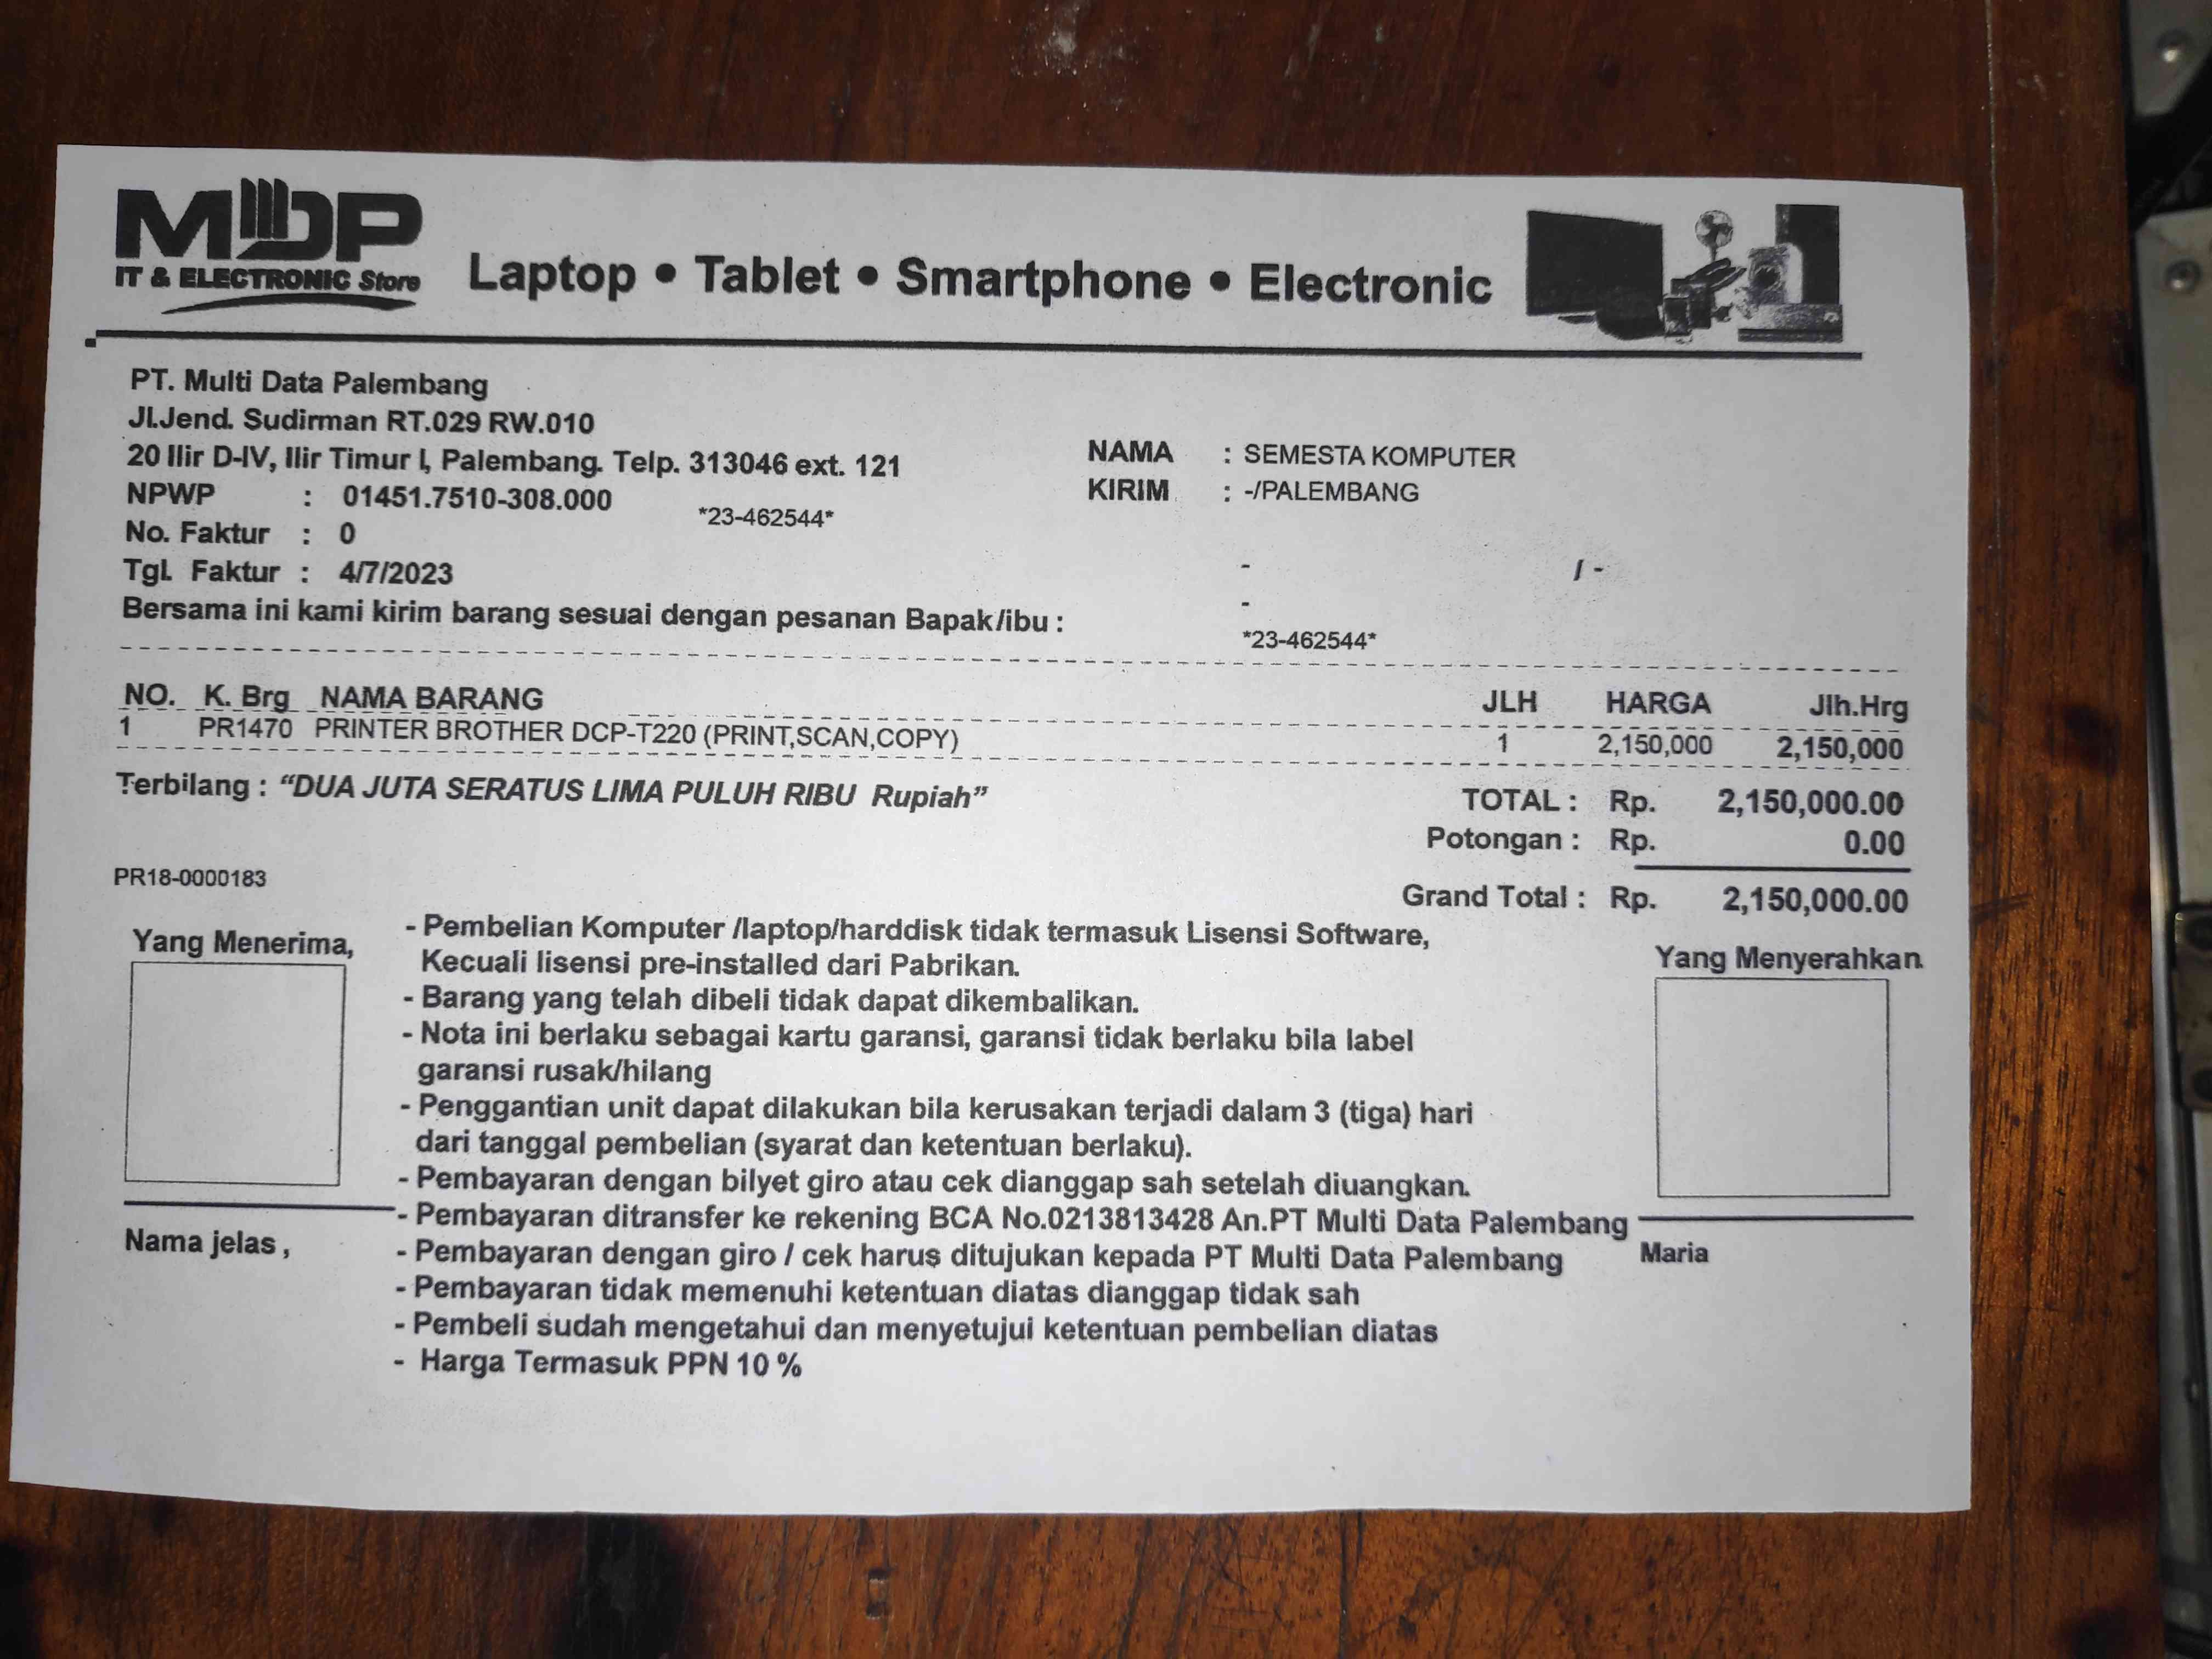 MDP
IT & ELECTRONIC Store
Laptop • Tablet • Smartphone • Electronic
PT. Multi Data Palembang
Jl.Jend. Sudirman RT.029 RW.010
20 Ilir D-IV, Ilir Timur I, Palembang. Telp. 313046 ext. 121
NPWP : 01451.7510-308.000
*23-462544*
No. Faktur : 0
Tgl. Faktur : 4/7/2023
Bersama ini kami kirim barang sesuai dengan pesanan Bapak/ibu :
NAMA : SEMESTA KOMPUTER
KIRIM : -/PALEMBANG
- / -
-
*23-462544*
NO. K. Brg NAMA BARANG JLH HARGA Jlh.Hrg
1 PR1470 PRINTER BROTHER DCP-T220 (PRINT,SCAN,COPY) 1 2,150,000 2,150,000
Terbilang : “DUA JUTA SERATUS LIMA PULUH RIBU Rupiah”
TOTAL : Rp. 2,150,000.00
Potongan : Rp. 0.00
Grand Total : Rp. 2,150,000.00
PR18-0000183
Yang Menerima,
Nama jelas ,
- Pembelian Komputer /laptop/harddisk tidak termasuk Lisensi Software,
Kecuali lisensi pre-installed dari Pabrikan.
- Barang yang telah dibeli tidak dapat dikembalikan.
- Nota ini berlaku sebagai kartu garansi, garansi tidak berlaku bila label
garansi rusak/hilang
- Penggantian unit dapat dilakukan bila kerusakan terjadi dalam 3 (tiga) hari
dari tanggal pembelian (syarat dan ketentuan berlaku).
- Pembayaran dengan bilyet giro atau cek dianggap sah setelah diuangkan.
- Pembayaran ditransfer ke rekening BCA No.0213813428 An.PT Multi Data Palembang
- Pembayaran dengan giro / cek harus ditujukan kepada PT Multi Data Palembang
- Pembayaran tidak memenuhi ketentuan diatas dianggap tidak sah
- Pembeli sudah mengetahui dan menyetujui ketentuan pembelian diatas
- Harga Termasuk PPN 10 %
Yang Menyerahkan
Maria